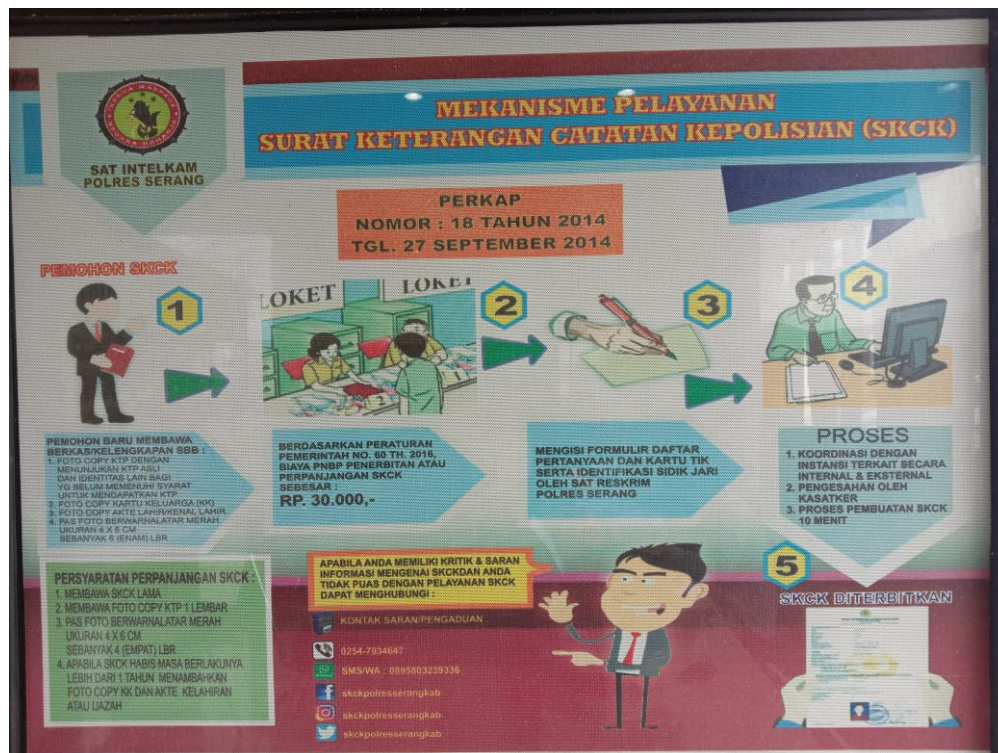 SAT INTELKAM
POLRES SERANG
MEKANISME PELAYANAN
SURAT KETERANGAN CATATAN KEPOLISIAN (SKCK)
PERKAP
NOMOR : 18 TAHUN 2014
TGL. 27 SEPTEMBER 2014
PEMOHON SKCK
1
LOKET
LOKET
2
3
4
PEMOHON BARU MEMBAWA
BERKAS/KELENGKAPAN SBB :
1. FOTO COPY KTP DENGAN
MENUNJUKAN KTP ASLI
DAN IDENTITAS LAIN BAGI
YG BELUM MEMENUHI SYARAT
UNTUK MENDAPATKAN KTP
2. FOTO COPY KARTU KELUARGA (KK)
3. FOTO COPY AKTE LAHIR/KENAL LAHIR.
4. PAS FOTO BERWARNALATAR MERAH
UKURAN 4 X 6 CM
SEBANYAK 6 (ENAM) LBR
BERDASARKAN PERATURAN
PEMERINTAH NO. 60 TH. 2016,
BIAYA PNBP PENERBITAN ATAU
PERPANJANGAN SKCK
SEBESAR :
RP. 30.000,-
MENGISI FORMULIR DAFTAR
PERTANYAAN DAN KARTU TIK
SERTA IDENTIFIKASI SIDIK JARI
OLEH SAT RESKRIM
POLRES SERANG
PROSES
1. KOORDINASI DENGAN
INSTANSI TERKAIT SECARA
INTERNAL & EKSTERNAL
2. PENGESAHAN OLEH
KASATKER
3. PROSES PEMBUATAN SKCK
10 MENIT
PERSYARATAN PERPANJANGAN SKCK :
1. MEMBAWA SKCK LAMA
2. MEMBAWA FOTO COPY KTP 1 LEMBAR
3. PAS FOTO BERWARNALATAR MERAH
UKURAN 4 X 6 CM
SEBANYAK 4 (EMPAT) LBR
4. APABILA SKCK HABIS MASA BERLAKUNYA
LEBIH DARI 1 TAHUN MENAMBAHKAN
FOTO COPY KK DAN AKTE KELAHIRAN
ATAU IJAZAH
APABILA ANDA MEMILIKI KRITIK & SARAN
INFORMASI MENGENAI SKCKDAN ANDA
TIDAK PUAS DENGAN PELAYANAN SKCK
DAPAT MENGHUBUNGI :
KONTAK SARAN/PENGADUAN
0254-7934647
SMS/WA : 0895803239336
skckpolresserangkab
skckpolresserangkab
skckpolresserangkab
5
SKCK DITERBITKAN